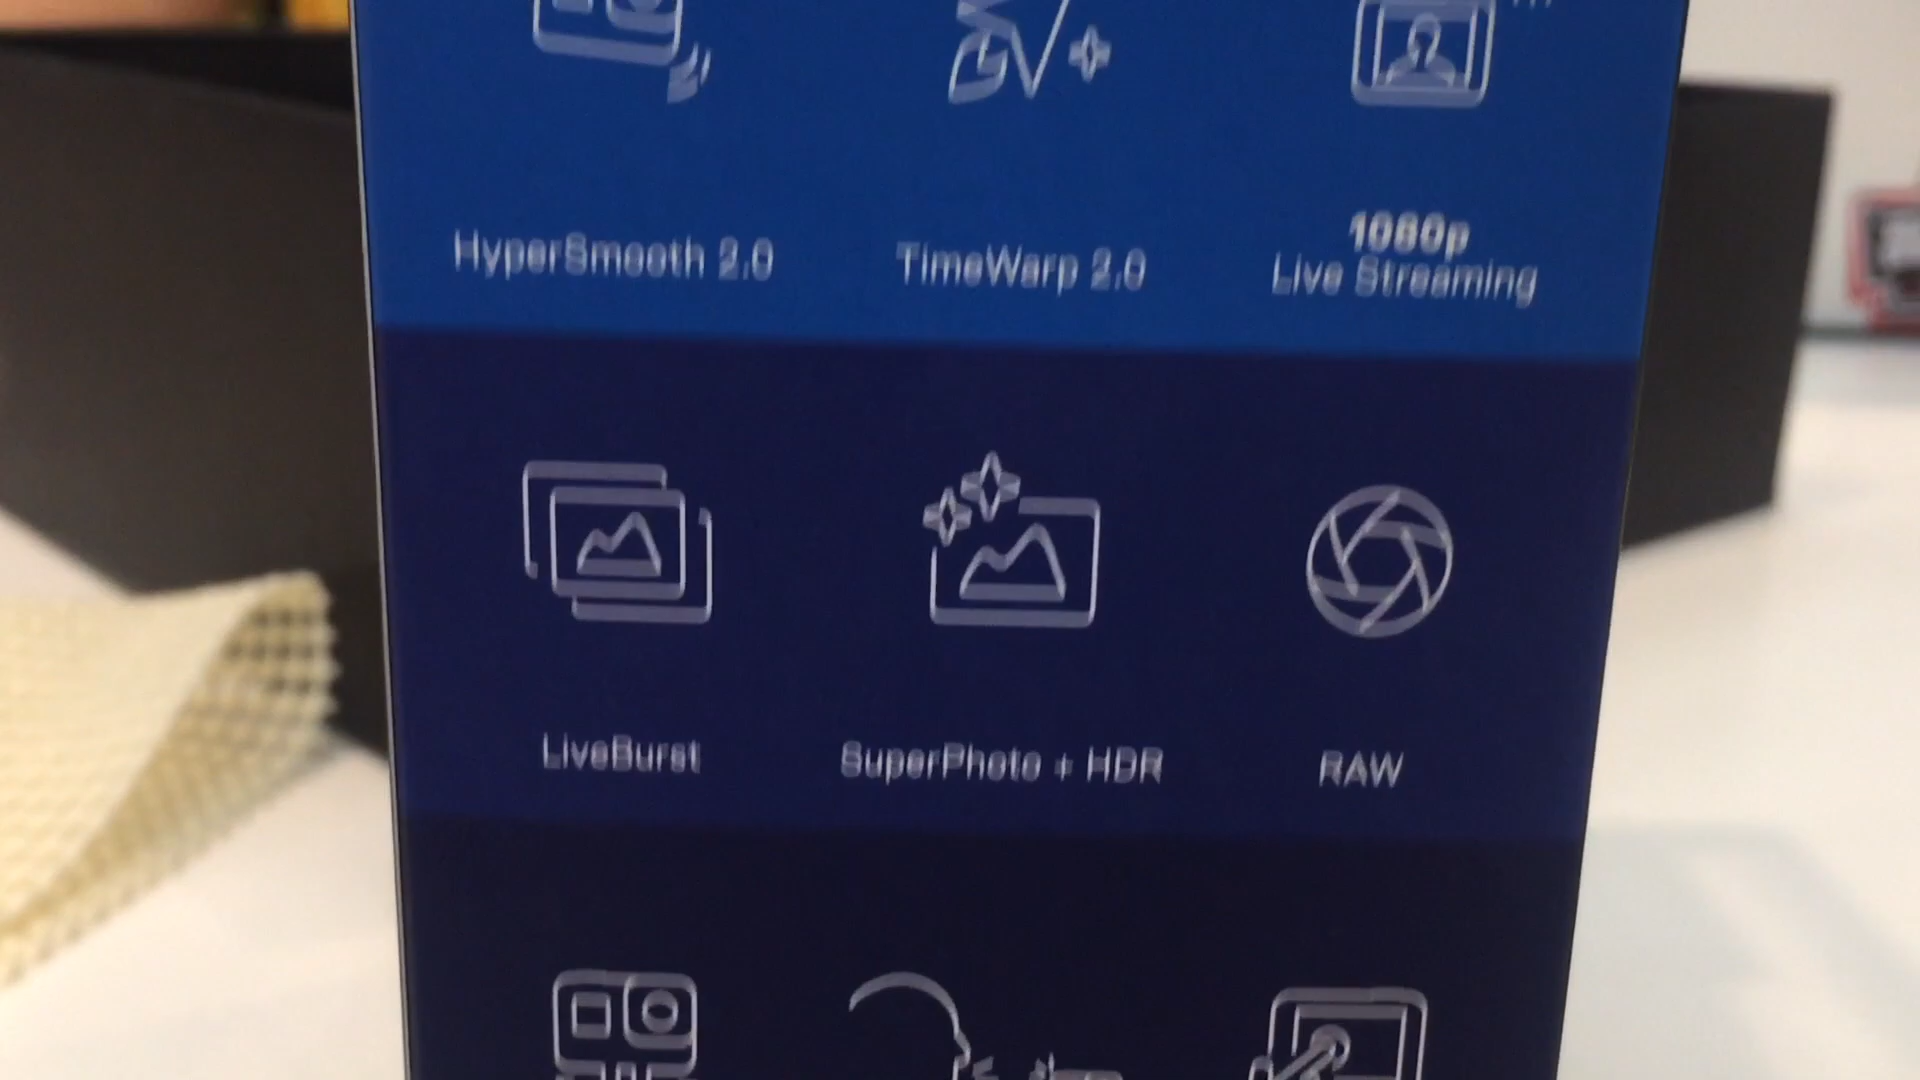 HyperSmooth 2.0
TimeWarp 2.0
1080p
Live Streaming
LiveBurst
SuperPhoto + HDR
RAW